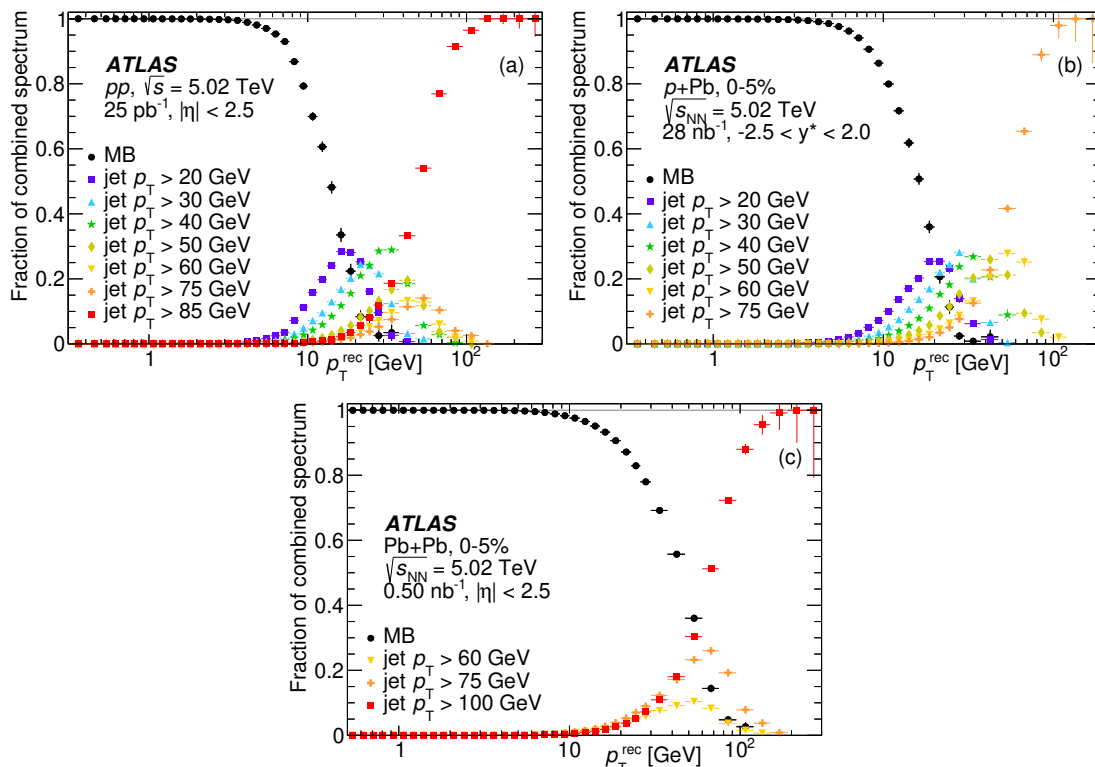 Fraction of combined spectrum
1
0.8
0.6
0.4
0.2
0
ATLAS
(a)
pp, √s = 5.02 TeV
25 pb⁻¹, |η| < 2.5
MB
jet p_T > 20 GeV
jet p_T > 30 GeV
jet p_T > 40 GeV
jet p_T > 50 GeV
jet p_T > 60 GeV
jet p_T > 75 GeV
jet p_T > 85 GeV
1 10 10²
p_T^rec [GeV]
Fraction of combined spectrum
1
0.8
0.6
0.4
0.2
0
ATLAS
(b)
p+Pb, 0-5%
√s_NN = 5.02 TeV
28 nb⁻¹, -2.5 < y* < 2.0
MB
jet p_T > 20 GeV
jet p_T > 30 GeV
jet p_T > 40 GeV
jet p_T > 50 GeV
jet p_T > 60 GeV
jet p_T > 75 GeV
1 10 10²
p_T^rec [GeV]
Fraction of combined spectrum
1
0.8
0.6
0.4
0.2
0
(c)
ATLAS
Pb+Pb, 0-5%
√s_NN = 5.02 TeV
0.50 nb⁻¹, |η| < 2.5
MB
jet p_T > 60 GeV
jet p_T > 75 GeV
jet p_T > 100 GeV
1 10 10²
p_T^rec [GeV]